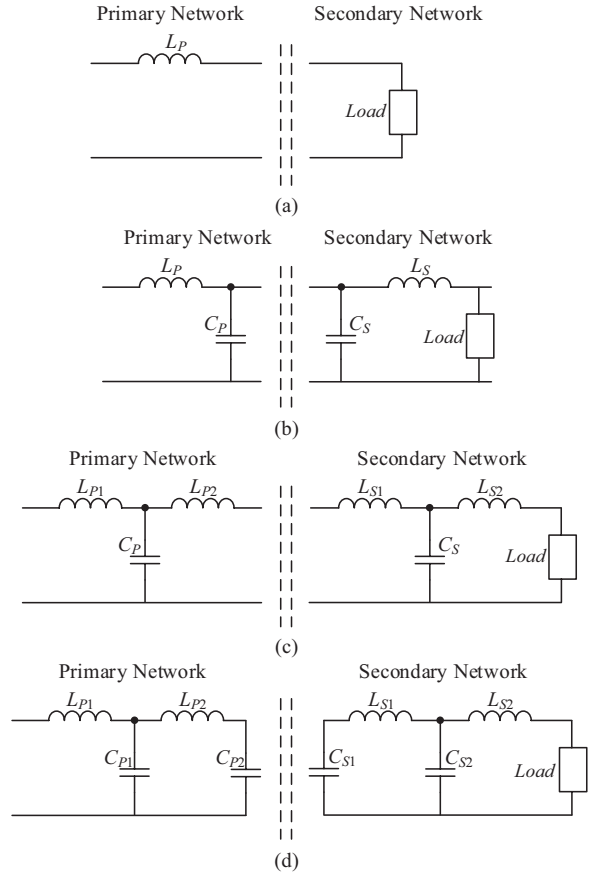 Primary Network Secondary Network
L_P
Load
(a)
Primary Network Secondary Network
L_P L_S
C_P C_S Load
(b)
Primary Network Secondary Network
L_P1 L_P2 L_S1 L_S2
C_P C_S Load
(c)
Primary Network Secondary Network
L_P1 L_P2 L_S1 L_S2
C_P1 C_P2 C_S1 C_S2 Load
(d)